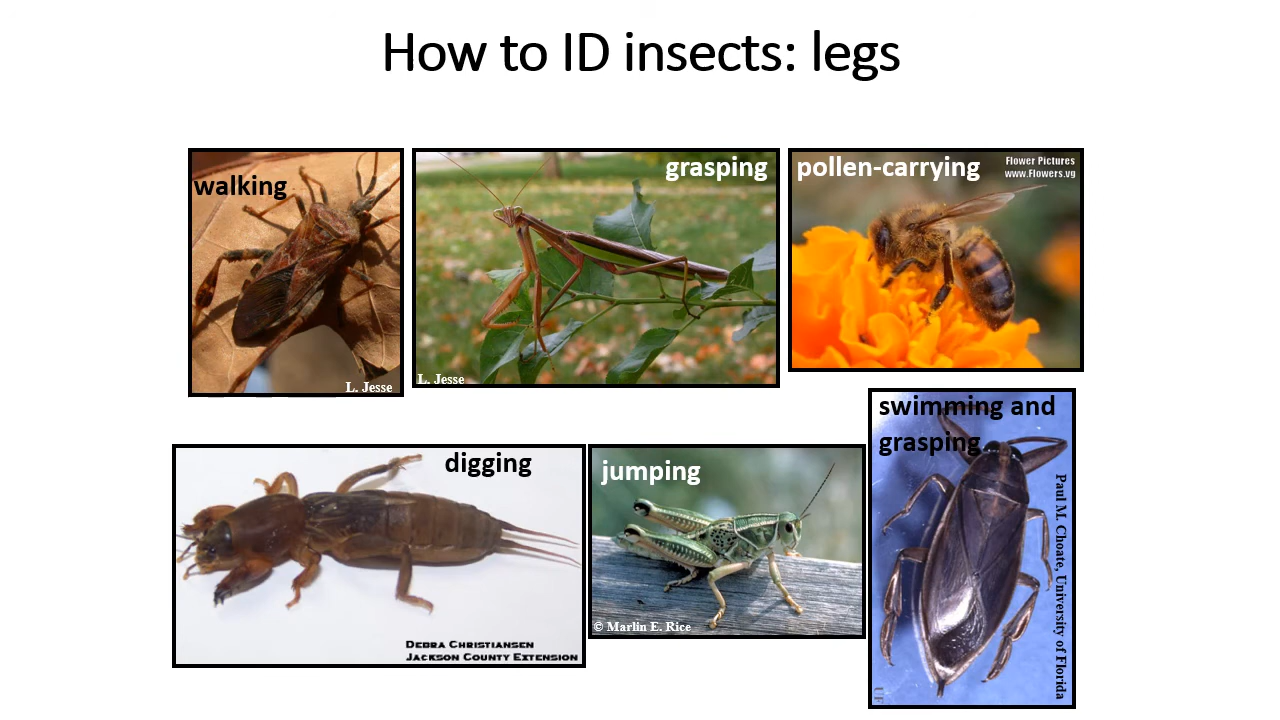 How to ID insects: legs
walking
L. Jesse
grasping
L. Jesse
pollen-carrying
Flower Pictures
www.Flowers.vg
digging
Debra Christiansen
Jackson County Extension
jumping
© Marlin E. Rice
swimming and
grasping
Paul M. Choate, University of Florida
UF